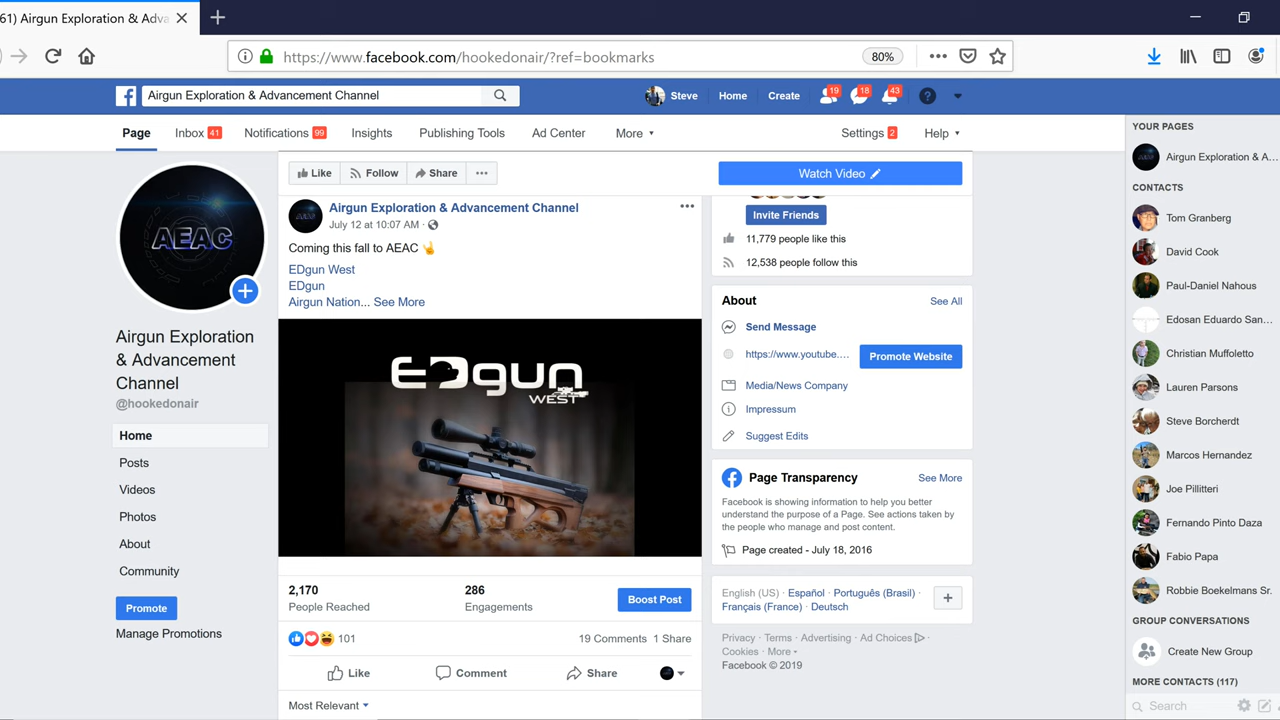 61) Airgun Exploration & Adva
https://www.facebook.com/hookedonair/?ref=bookmarks
80%
Airgun Exploration & Advancement Channel
Steve
Home
Create
19
18
43
Page
Inbox 41
Notifications 99
Insights
Publishing Tools
Ad Center
More
Settings 2
Help
AEAC
Airgun Exploration
& Advancement
Channel
@hookedonair
Home
Posts
Videos
Photos
About
Community
Promote
Manage Promotions
Like
Follow
Share
Watch Video
Airgun Exploration & Advancement Channel
July 12 at 10:07 AM
Coming this fall to AEAC
EDgun West
EDgun
Airgun Nation... See More
EDgun
WEST
2,170
People Reached
286
Engagements
Boost Post
101
19 Comments 1 Share
Like
Comment
Share
Most Relevant
Invite Friends
11,779 people like this
12,538 people follow this
About
See All
Send Message
https://www.youtube....
Promote Website
Media/News Company
Impressum
Suggest Edits
Page Transparency
See More
Facebook is showing information to help you better
understand the purpose of a Page. See actions taken by
the people who manage and post content.
Page created - July 18, 2016
English (US) · Español · Português (Brasil) ·
Français (France) · Deutsch
Privacy · Terms · Advertising · Ad Choices ·
Cookies · More
Facebook © 2019
YOUR PAGES
Airgun Exploration & A...
CONTACTS
Tom Granberg
David Cook
Paul-Daniel Nahous
Edosan Eduardo San...
Christian Muffoletto
Lauren Parsons
Steve Borcherdt
Marcos Hernandez
Joe Pillitteri
Fernando Pinto Daza
Fabio Papa
Robbie Boekelmans Sr.
GROUP CONVERSATIONS
Create New Group
MORE CONTACTS (117)
Search